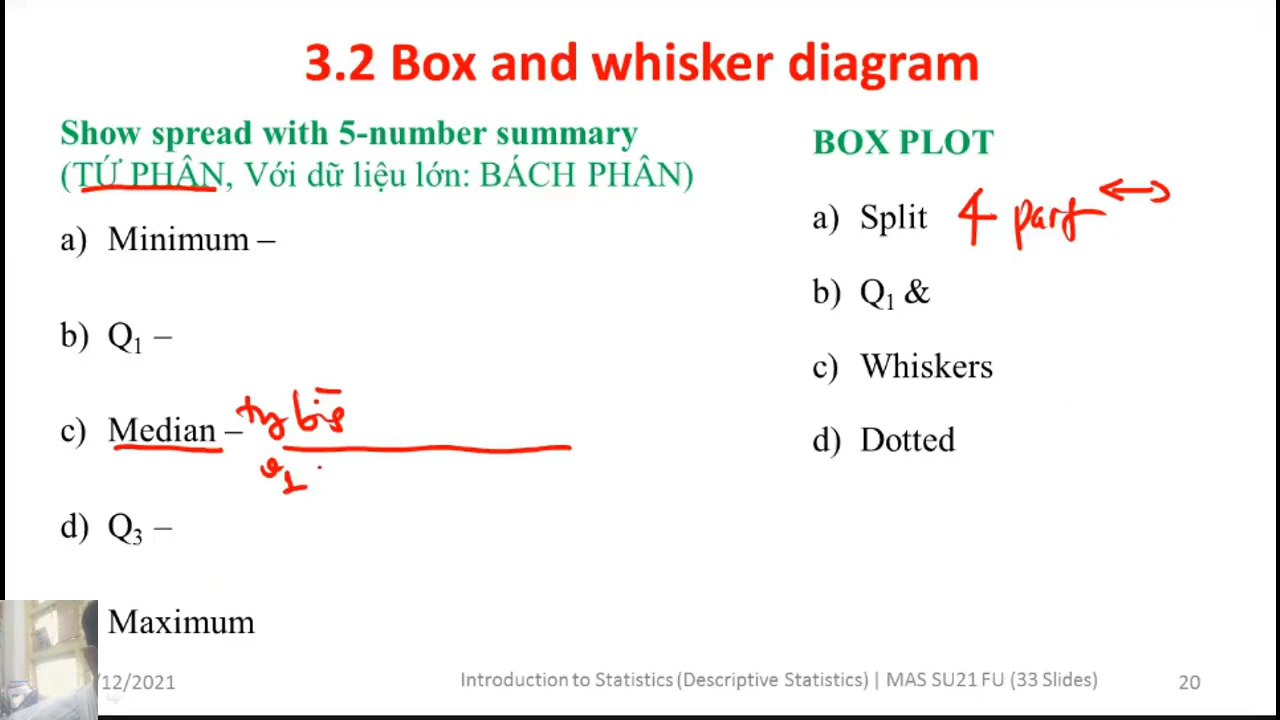 3.2 Box and whisker diagram
Show spread with 5-number summary
(TỨ PHÂN, Với dữ liệu lớn: BÁCH PHÂN)
a) Minimum –
b) Q1 –
c) Median –
d) Q3 –
Maximum
BOX PLOT
a) Split 4 part
b) Q1 &
c) Whiskers
d) Dotted
/12/2021
Introduction to Statistics (Descriptive Statistics) | MAS SU21 FU (33 Slides)
20